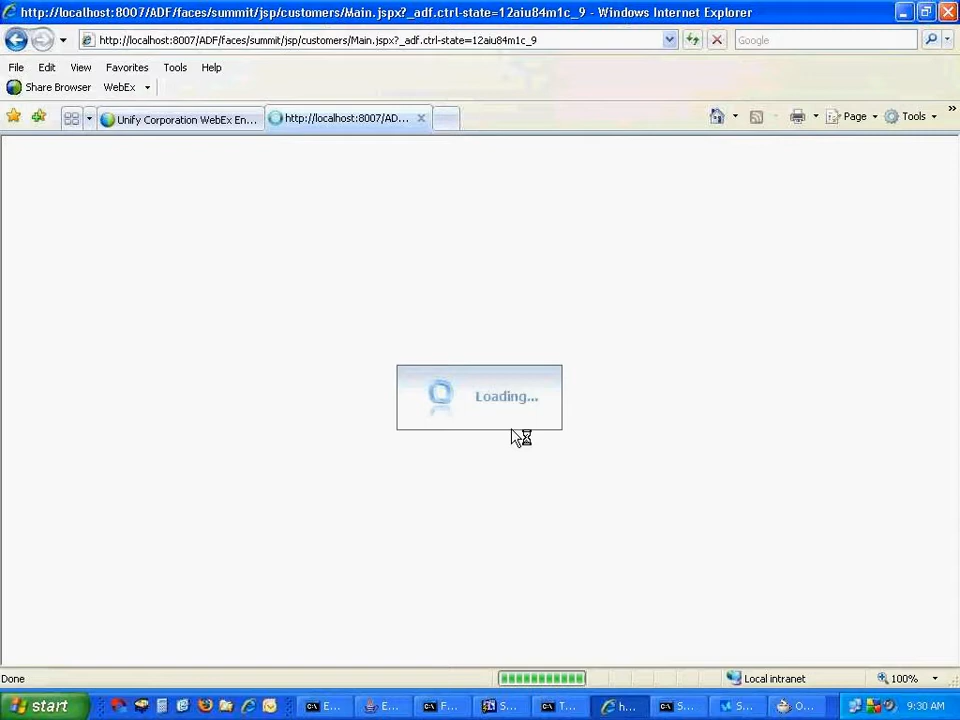 http://localhost:8007/ADF/faces/summit/jsp/customers/Main.jspx?_adf.ctrl-state=12aiu84m1c_9 - Windows Internet Explorer
http://localhost:8007/ADF/faces/summit/jsp/customers/Main.jspx?_adf.ctrl-state=12aiu84m1c_9
Google
File Edit View Favorites Tools Help
Share Browser WebEx
Unify Corporation WebEx En... http://localhost:8007/AD... Page Tools »
Loading...
Done Local intranet 100%
start E... E... F... S... T... h... S... S... O... 9:30 AM